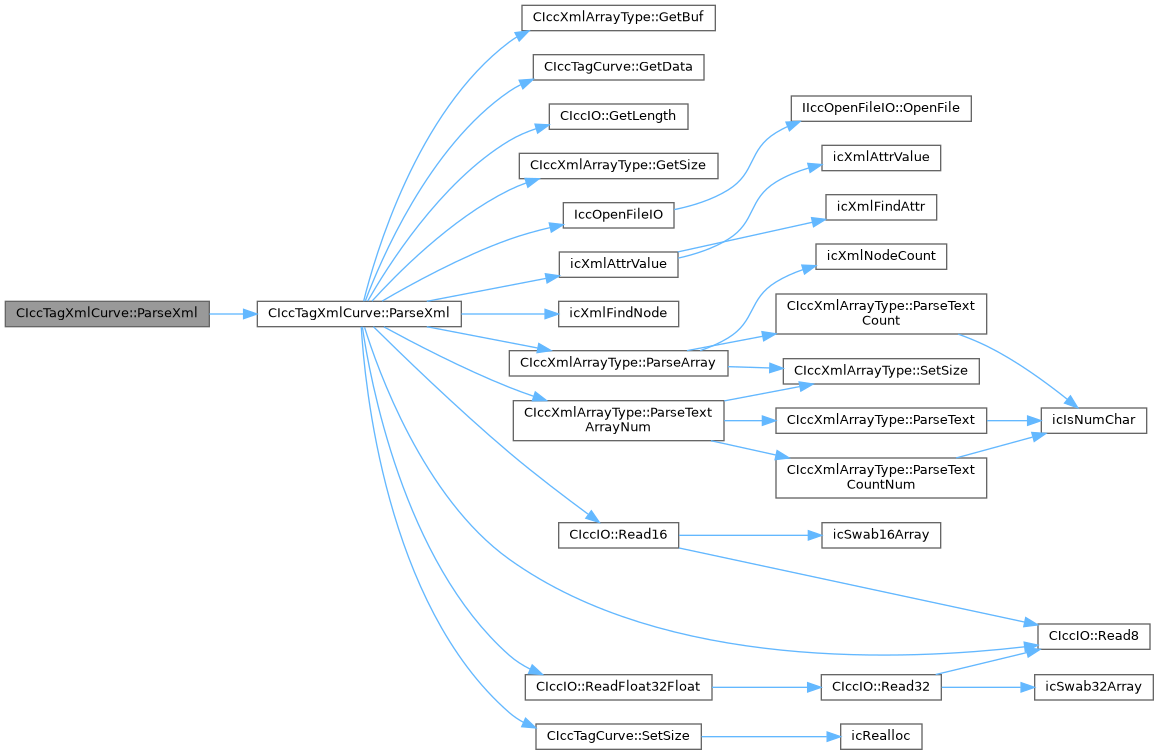 CIccXmlArrayType::GetBuf
CIccTagCurve::GetData
CIccIO::GetLength
IIccOpenFileIO::OpenFile
icXmlAttrValue
CIccXmlArrayType::GetSize
icXmlFindAttr
IccOpenFileIO
icXmlNodeCount
icXmlAttrValue
CIccTagXmlCurve::ParseXml
CIccTagXmlCurve::ParseXml
icXmlFindNode
CIccXmlArrayType::ParseText
Count
CIccXmlArrayType::ParseArray
CIccXmlArrayType::SetSize
CIccXmlArrayType::ParseText
ArrayNum
CIccXmlArrayType::ParseText
icIsNumChar
CIccXmlArrayType::ParseText
CountNum
CIccIO::Read16
icSwab16Array
CIccIO::Read8
CIccIO::ReadFloat32Float
CIccIO::Read32
icSwab32Array
CIccTagCurve::SetSize
icRealloc